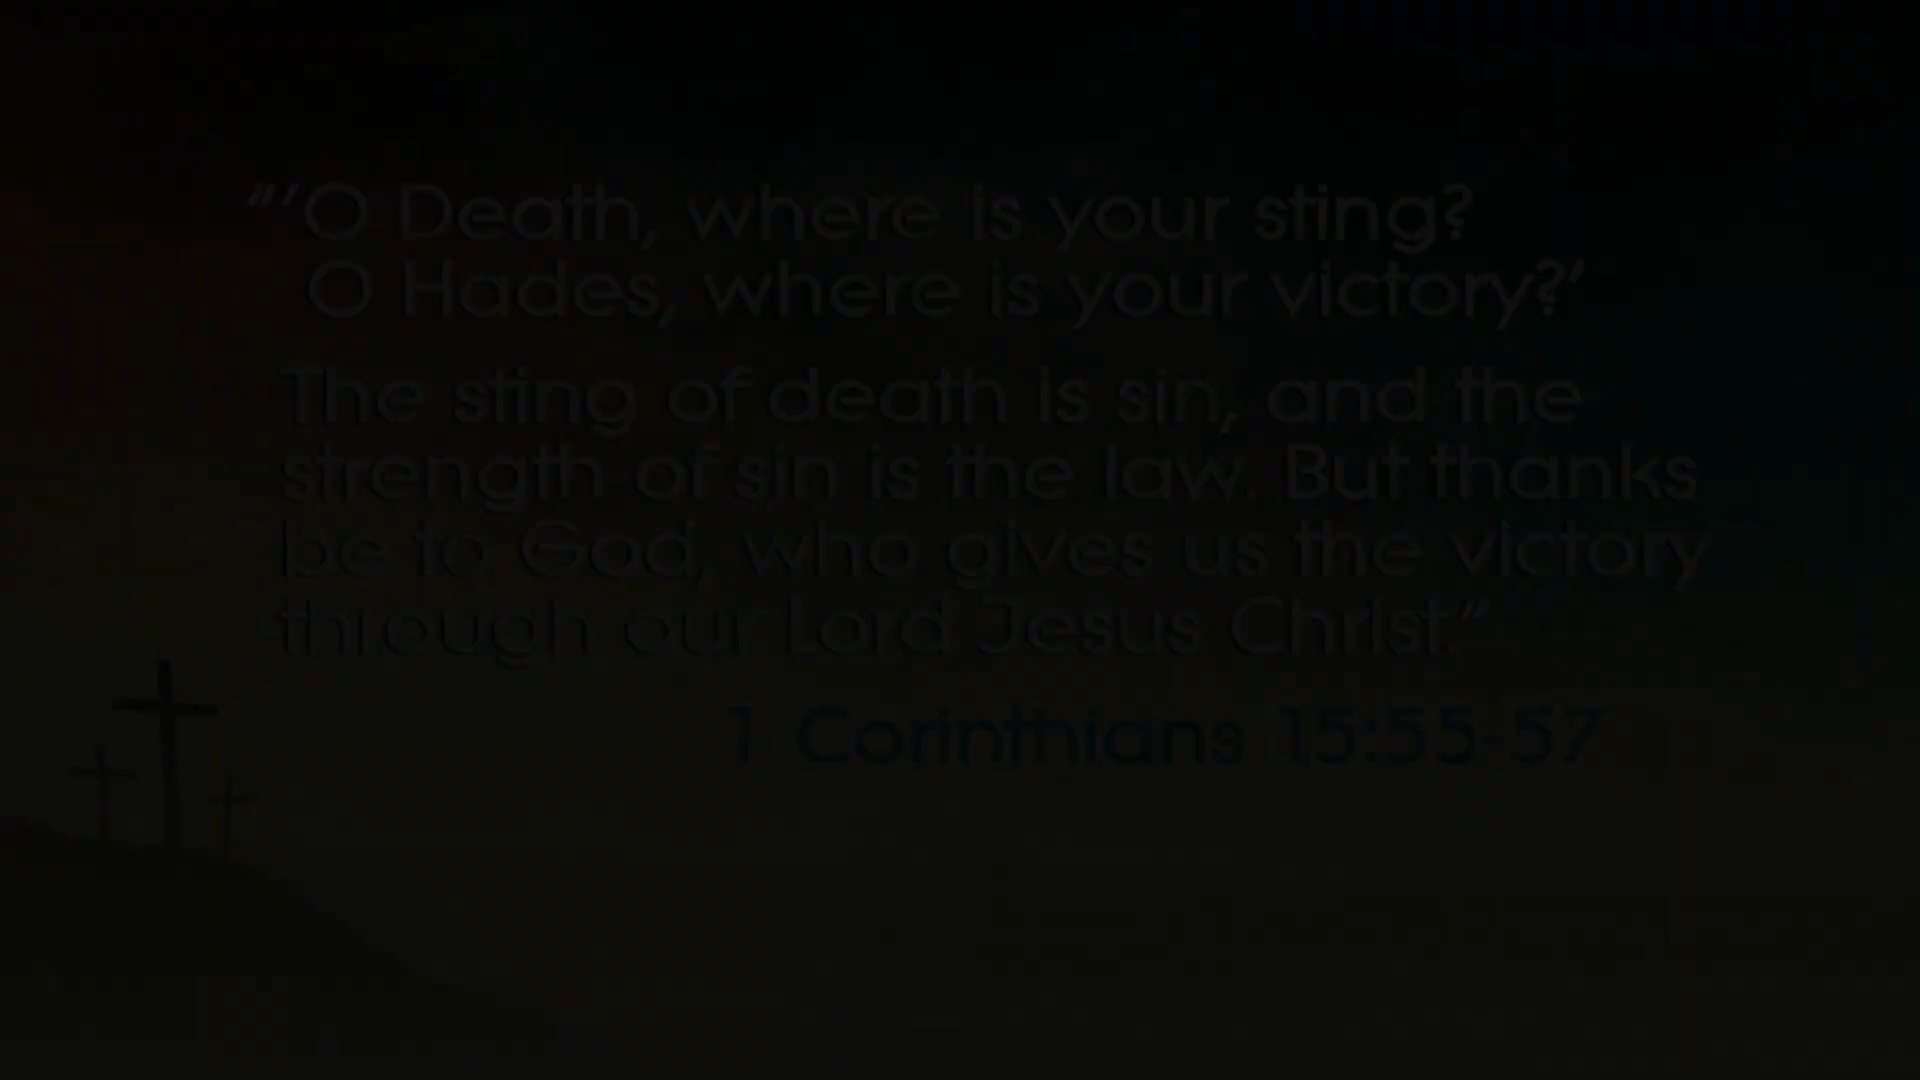 "'O Death, where is your sting?
O Hades, where is your victory?'
The sting of death is sin, and the
strength of sin is the law. But thanks
be to God, who gives us the victory
through our Lord Jesus Christ."
1 Corinthians 15:55-57